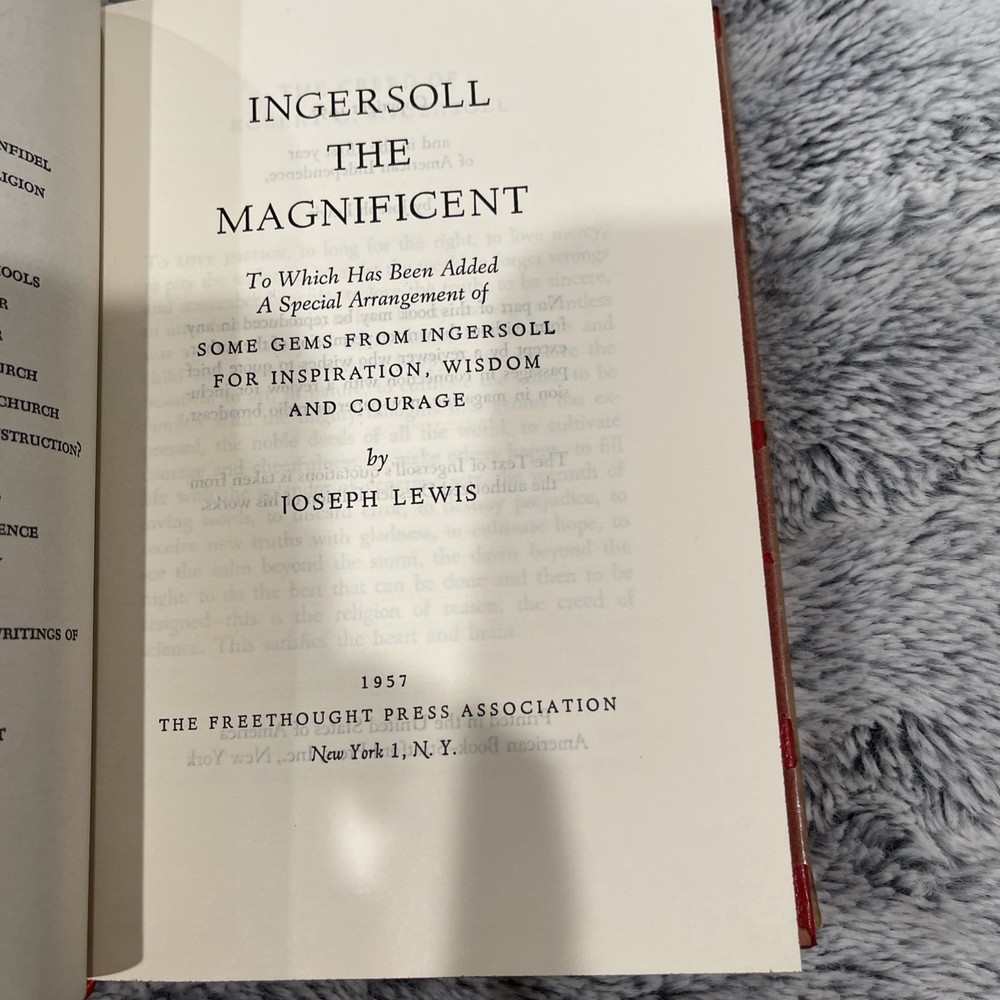 NFIDEL
IGION
OOLS
R
IRCH
CHURCH
STRUCTION?
ENCE
RITINGS OF
T
INGERSOLL
THE
MAGNIFICENT
To Which Has Been Added
A Special Arrangement of
SOME GEMS FROM INGERSOLL
FOR INSPIRATION, WISDOM
AND COURAGE
by
JOSEPH LEWIS
1957
THE FREETHOUGHT PRESS ASSOCIATION
New York 1, N. Y.